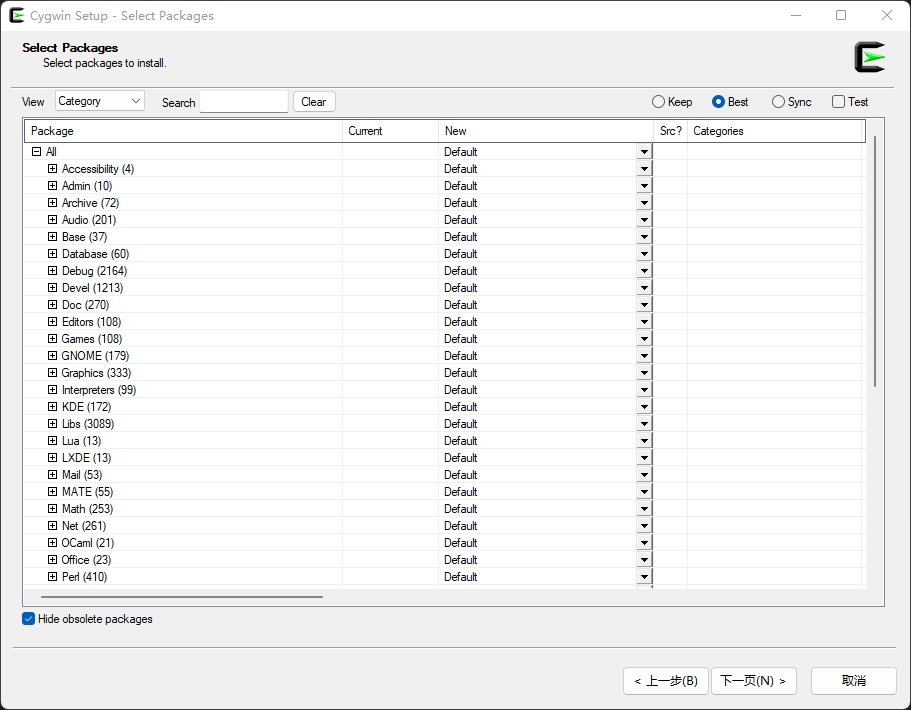 Cygwin Setup - Select Packages
Select Packages
Select packages to install.
View Category Search Clear Keep Best Sync Test
Package Current New Src? Categories
All Default
Accessibility (4) Default
Admin (10) Default
Archive (72) Default
Audio (201) Default
Base (37) Default
Database (60) Default
Debug (2164) Default
Devel (1213) Default
Doc (270) Default
Editors (108) Default
Games (108) Default
GNOME (179) Default
Graphics (333) Default
Interpreters (99) Default
KDE (172) Default
Libs (3089) Default
Lua (13) Default
LXDE (13) Default
Mail (53) Default
MATE (55) Default
Math (253) Default
Net (261) Default
OCaml (21) Default
Office (23) Default
Perl (410) Default
Hide obsolete packages
< 上一步(B) 下一页(N) > 取消